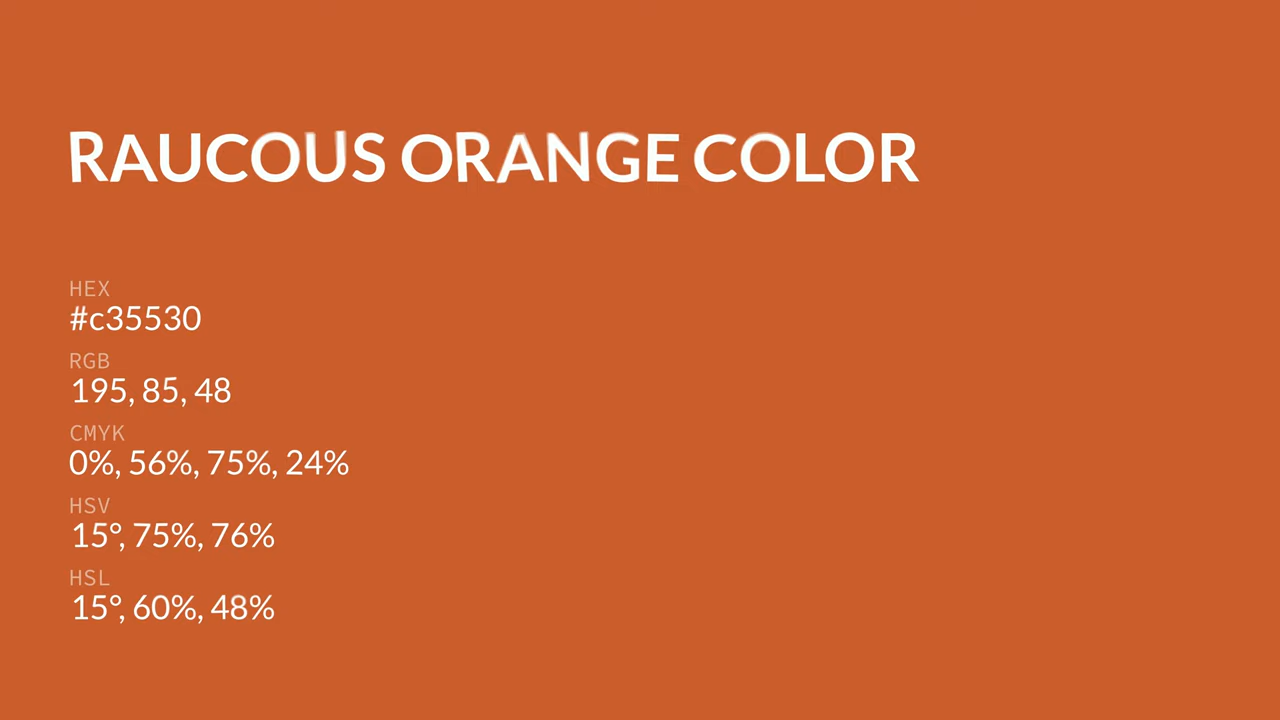 RAUCOUS ORANGE COLOR
HEX
#c35530
RGB
195, 85, 48
CMYK
0%, 56%, 75%, 24%
HSV
15°, 75%, 76%
HSL
15°, 60%, 48%